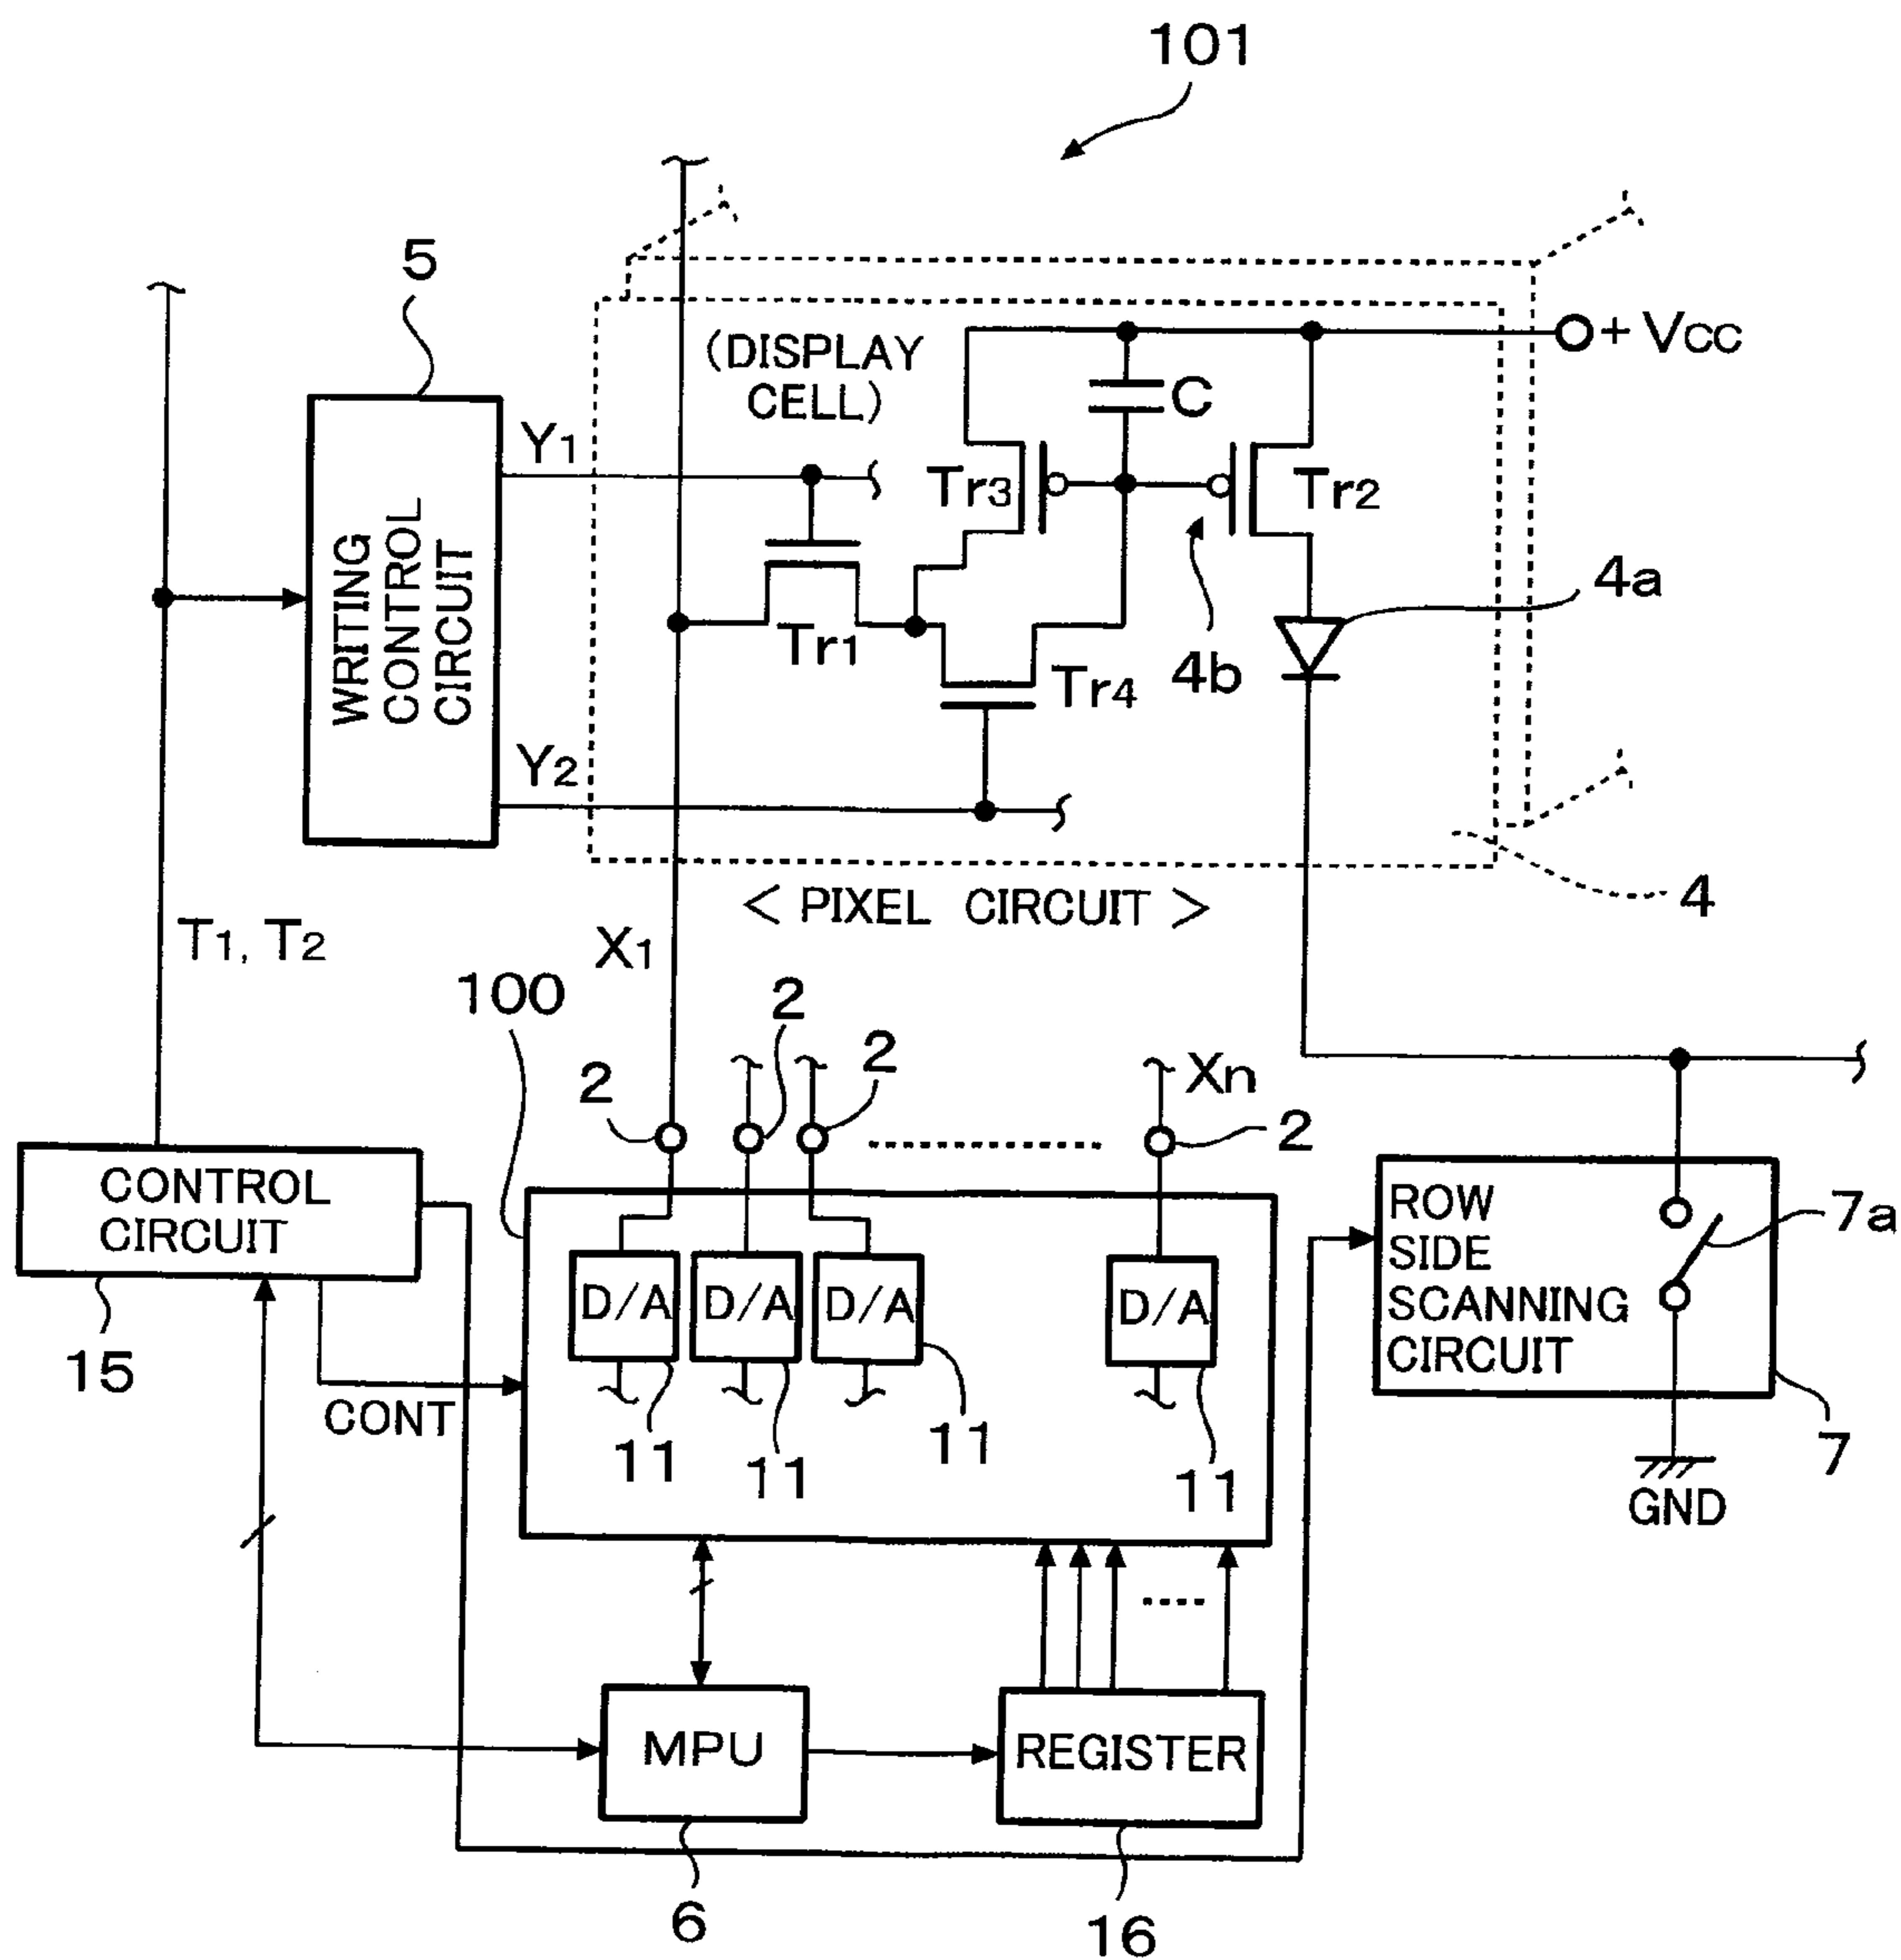 101
5
+ VCC
(DISPLAY
CELL)
C
Y1
Tr3
Tr2
WRITING
CONTROL
CIRCUIT
4a
Tr1
Tr4
4b
Y2
< PIXEL CIRCUIT >
4
T1, T2
X1
100
2
2
2
Xn
2
CONTROL
CIRCUIT
15
D/A
D/A
D/A
D/A
ROW
SIDE
SCANNING
CIRCUIT
7a
CONT
11
11
11
11
7
GND
MPU
REGISTER
6
16